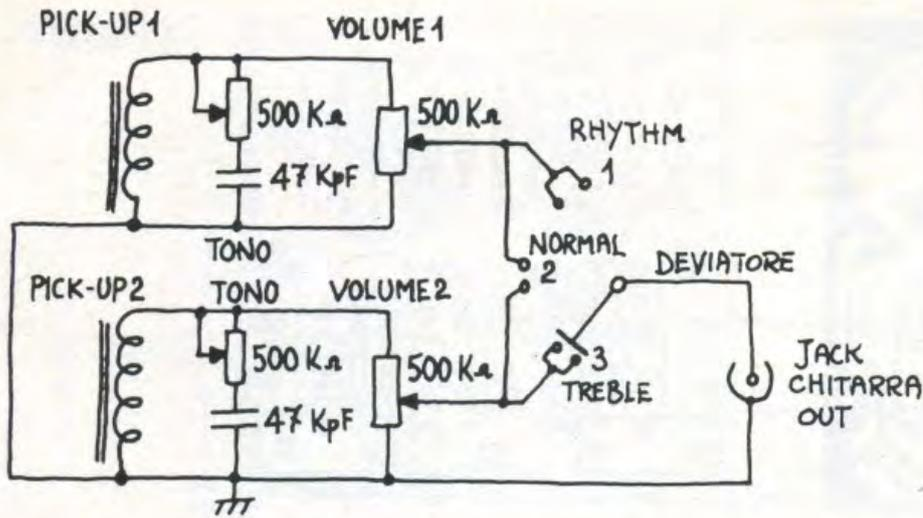 PICK-UP1
VOLUME1
500 KΩ
500 KΩ
RHYTHM
1
47 KpF
TONO
NORMAL
2
DEVIATORE
PICK-UP2
TONO
VOLUME2
500 KΩ
500 KΩ
3
TREBLE
JACK
CHITARRA
OUT
47 KpF